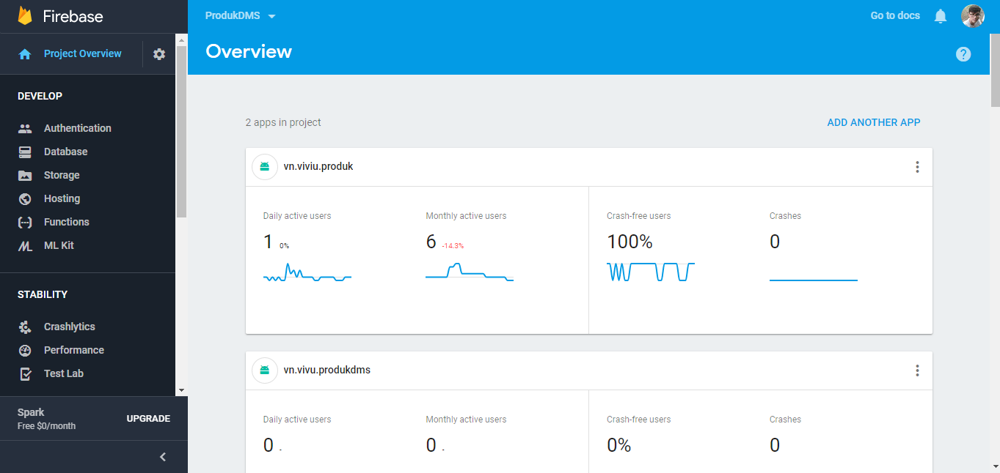 Firebase
ProdukDMS
Go to docs
Project Overview
Overview
?
DEVELOP
Authentication
Database
Storage
Hosting
Functions
ML Kit
STABILITY
Crashlytics
Performance
Test Lab
Spark
Free $0/month
UPGRADE
2 apps in project
ADD ANOTHER APP
vn.viviu.produk
Daily active users
Monthly active users
Crash-free users
Crashes
1 0%
6 -14.3%
100%
0
vn.vivu.produkdms
Daily active users
Monthly active users
Crash-free users
Crashes
0 -
0 -
0%
0